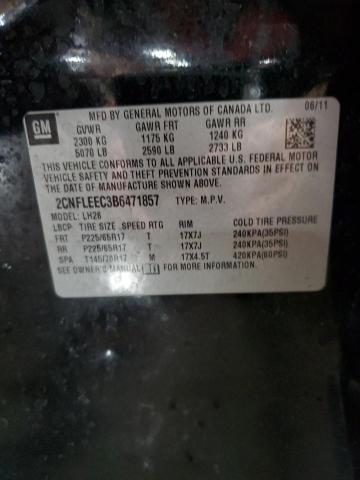 GM
MFD BY GENERAL MOTORS OF CANADA LTD. 06/11
GVWR GAWR FRT GAWR RR
2300 KG 1175 KG 1240 KG
5070 LB 2590 LB 2733 LB
THIS VEHICLE CONFORMS TO ALL APPLICABLE U.S. FEDERAL MOTOR
VEHICLE SAFETY AND THEFT PREVENTION STANDARDS IN EFFECT ON
THE DATE OF MANUFACTURE SHOWN ABOVE.
2CNFLEEC3B6471857 TYPE: M.P.V.
MODEL: LH26
LBCP TIRE SIZE .SPEED RTG RIM COLD TIRE PRESSURE
FRT P225/65R17 T 17X7J 240KPA(35PSI)
RR P225/65R17 T 17X7J 240KPA(35PSI)
SPA T145/70R17 M 17X4.5T 420KPA(60PSI)
SEE OWNER'S MANUAL